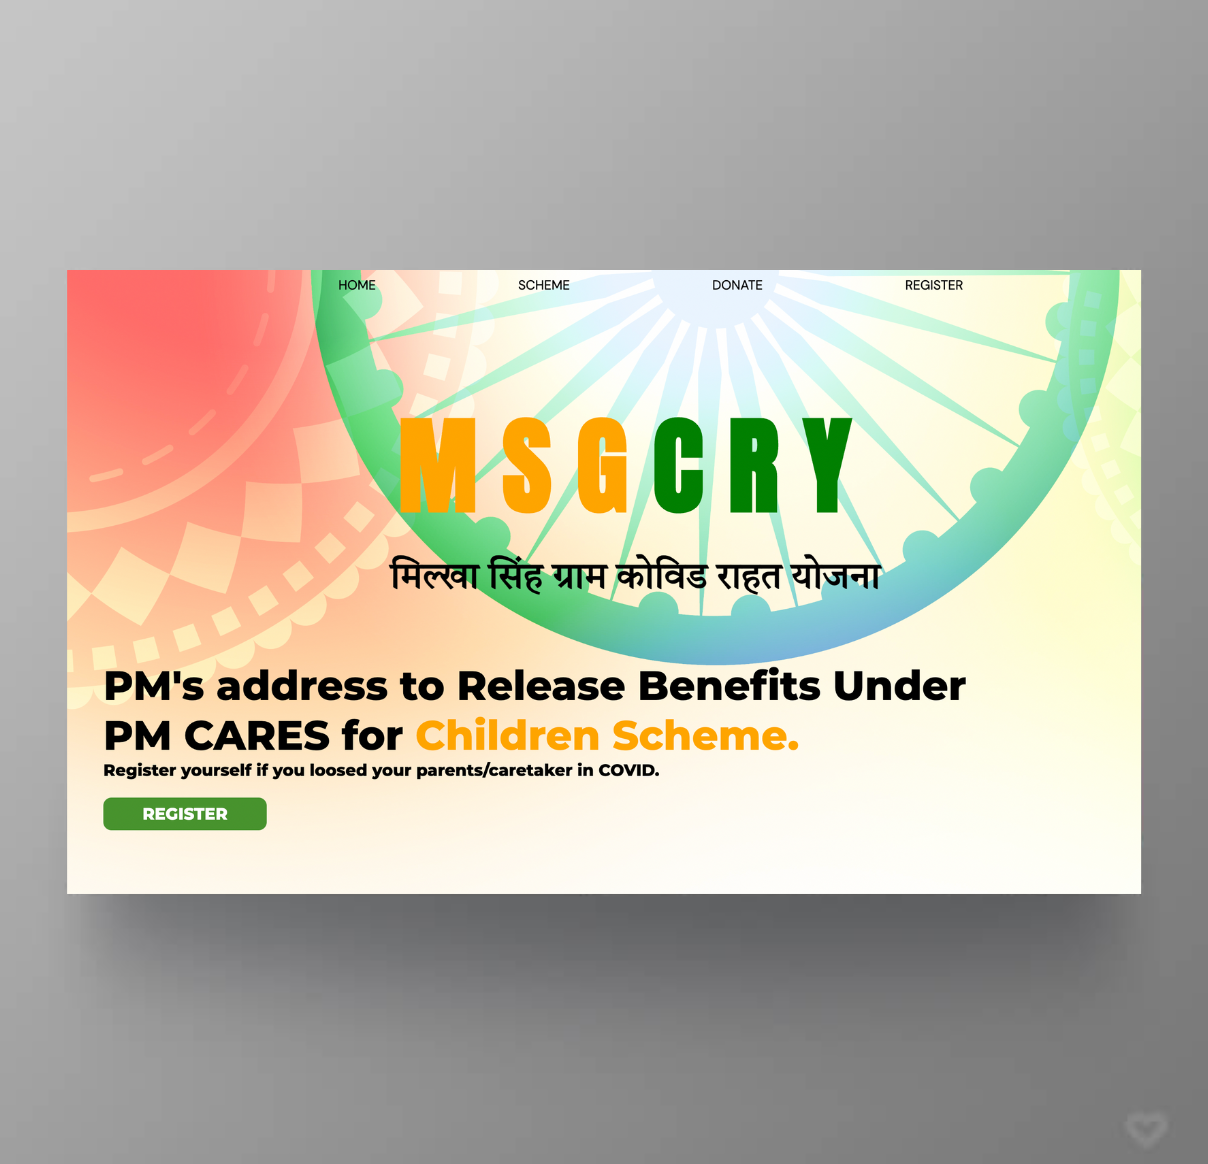 HOME SCHEME DONATE REGISTER
MSGCRY
मिल्खा सिंह ग्राम कोविड राहत योजना
PM's address to Release Benefits Under
PM CARES for Children Scheme.
Register yourself if you loosed your parents/caretaker in COVID.
REGISTER